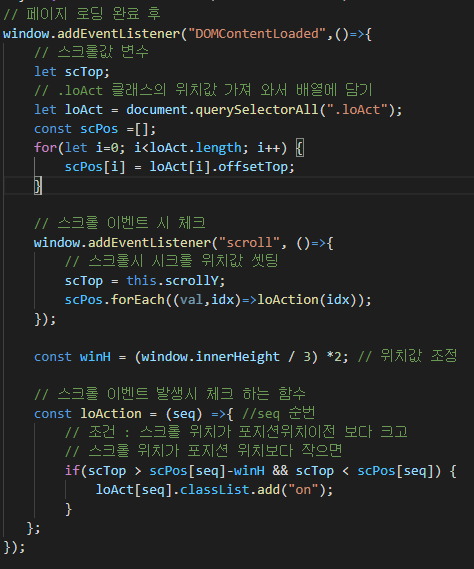 // 페이지 로딩 완료 후
window.addEventListener("DOMContentLoaded",()=>{
// 스크롤값 변수
let scTop;
// .loAct 클래스의 위치값 가져 와서 배열에 담기
let loAct = document.querySelectorAll(".loAct");
const scPos =[];
for(let i=0; i<loAct.length; i++) {
scPos[i] = loAct[i].offsetTop;
}
// 스크롤 이벤트 시 체크
window.addEventListener("scroll", ()=>{
// 스크롤시 시크롤 위치값 셋팅
scTop = this.scrollY;
scPos.forEach((val,idx)=>loAction(idx));
});
const winH = (window.innerHeight / 3) *2; // 위치값 조정
// 스크롤 이벤트 발생시 체크 하는 함수
const loAction = (seq) =>{ //seq 순번
// 조건 : 스크롤 위치가 포지션위치이전 보다 크고
// 스크롤 위치가 포지션 위치보다 작으면
if(scTop > scPos[seq]-winH && scTop < scPos[seq]) {
loAct[seq].classList.add("on");
}
};
});